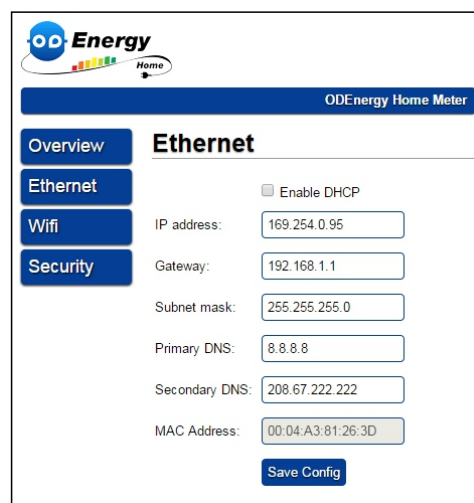 OD Energy
Home
ODEnergy Home Meter
Overview
Ethernet
Wifi
Security
Ethernet
Enable DHCP
IP address: 169.254.0.95
Gateway: 192.168.1.1
Subnet mask: 255.255.255.0
Primary DNS: 8.8.8.8
Secondary DNS: 208.67.222.222
MAC Address: 00:04:A3:81:26:3D
Save Config